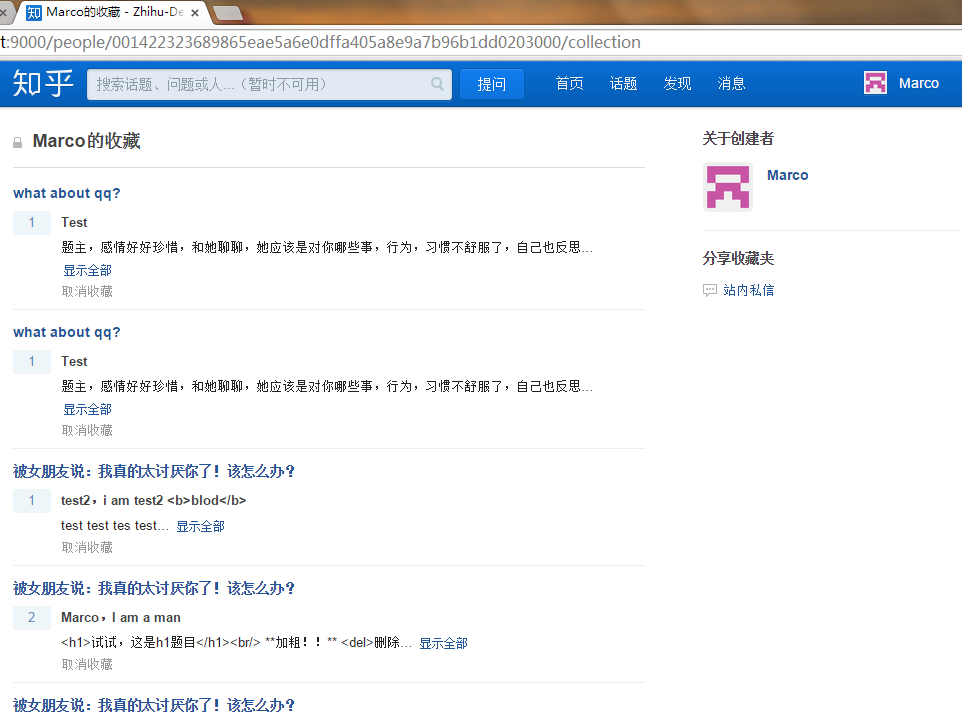 Marco的收藏 - Zhihu-De
t:9000/people/001422323689865eae5a6e0dffa405a8e9a7b96b1dd0203000/collection
知乎 搜索话题、问题或人...（暂时不可用） 提问 首页 话题 发现 消息 Marco
Marco的收藏
what about qq?
1 Test
题主，感情好好珍惜，和她聊聊，她应该是对你哪些事，行为，习惯不舒服了，自己也反思...
显示全部
取消收藏
what about qq?
1 Test
题主，感情好好珍惜，和她聊聊，她应该是对你哪些事，行为，习惯不舒服了，自己也反思...
显示全部
取消收藏
被女朋友说：我真的太讨厌你了！该怎么办？
1 test2，i am test2 <b>blod</b>
test test tes test... 显示全部
取消收藏
被女朋友说：我真的太讨厌你了！该怎么办？
2 Marco，I am a man
<h1>试试，这是h1题目</h1><br/> **加粗！！** <del>删除... 显示全部
取消收藏
被女朋友说：我真的太讨厌你了！该怎么办？
关于创建者
Marco
分享收藏夹
站内私信